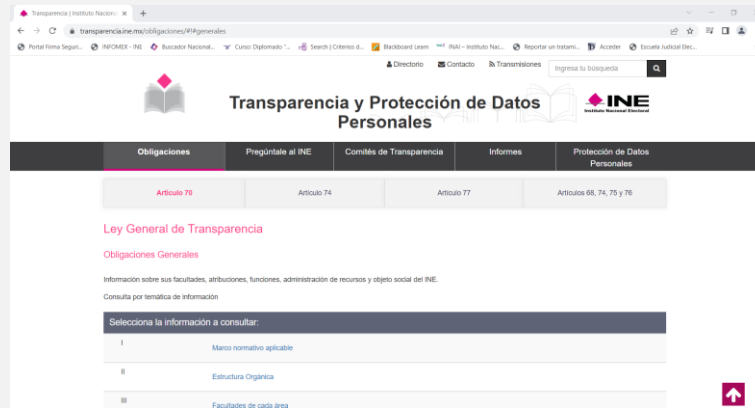 Transparencia | Instituto Nacion
transparencia.ine.mx/obligaciones/#!#generales
Portal Firma Seguri... INFOMEX - INE Buscador Nacional... Curso: Diplomado "... Search | Criterios d... Blackboard Learn INAI – Instituto Nac... Reportar un tratami... Acceder Escuela Judicial Elec...
Directorio Contacto Transmisiones Ingresa tu búsqueda
Transparencia y Protección de Datos
Personales
INE
Instituto Nacional Electoral
Obligaciones Pregúntale al INE Comités de Transparencia Informes Protección de Datos
Personales
Artículo 70 Artículo 74 Artículo 77 Artículos 68, 74, 75 y 76
Ley General de Transparencia
Obligaciones Generales
Información sobre sus facultades, atribuciones, funciones, administración de recursos y objeto social del INE.
Consulta por temática de información
Selecciona la información a consultar:
I Marco normativo aplicable
II Estructura Orgánica
III Facultades de cada área